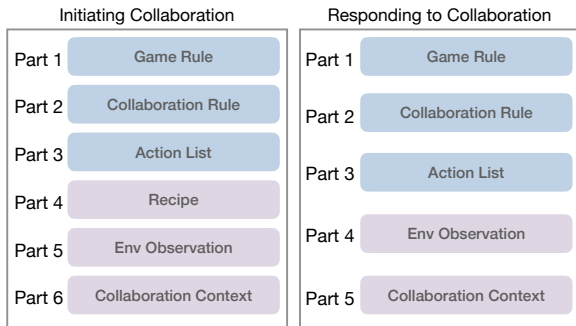 Initiating Collaboration
Part 1 Game Rule
Part 2 Collaboration Rule
Part 3 Action List
Part 4 Recipe
Part 5 Env Observation
Part 6 Collaboration Context
Responding to Collaboration
Part 1 Game Rule
Part 2 Collaboration Rule
Part 3 Action List
Part 4 Env Observation
Part 5 Collaboration Context